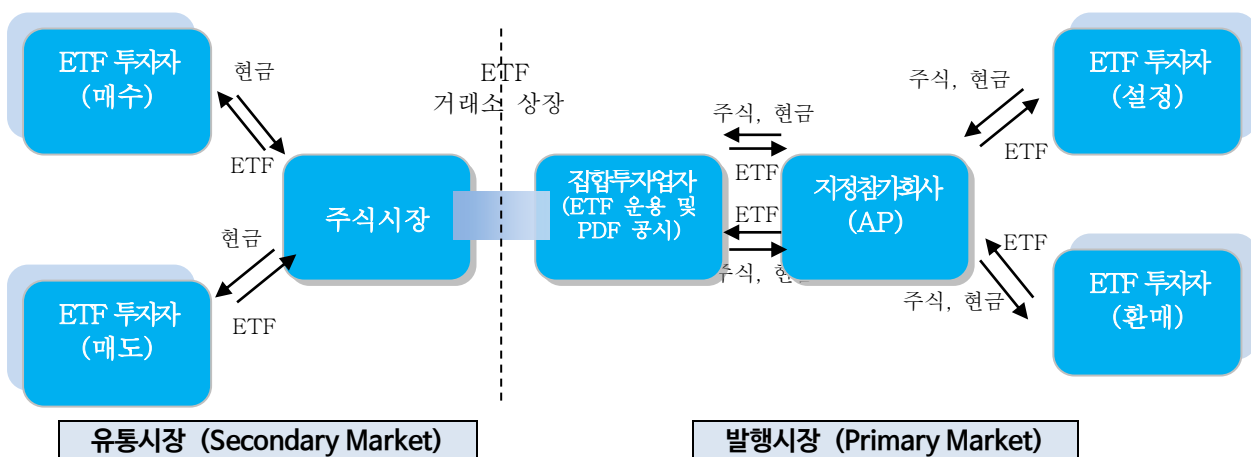 ETF 투자자
(매수)
현금
ETF
ETF
거래소 상장
주식시장
현금
ETF
ETF 투자자
(매도)
주식, 현금
ETF
집합투자업자
(ETF 운용 및
PDF 공시)
ETF
주식, 현금
지정참가회사
(AP)
주식, 현금
ETF
ETF 투자자
(설정)
ETF
주식, 현금
ETF 투자자
(환매)
유통시장 (Secondary Market)
발행시장 (Primary Market)